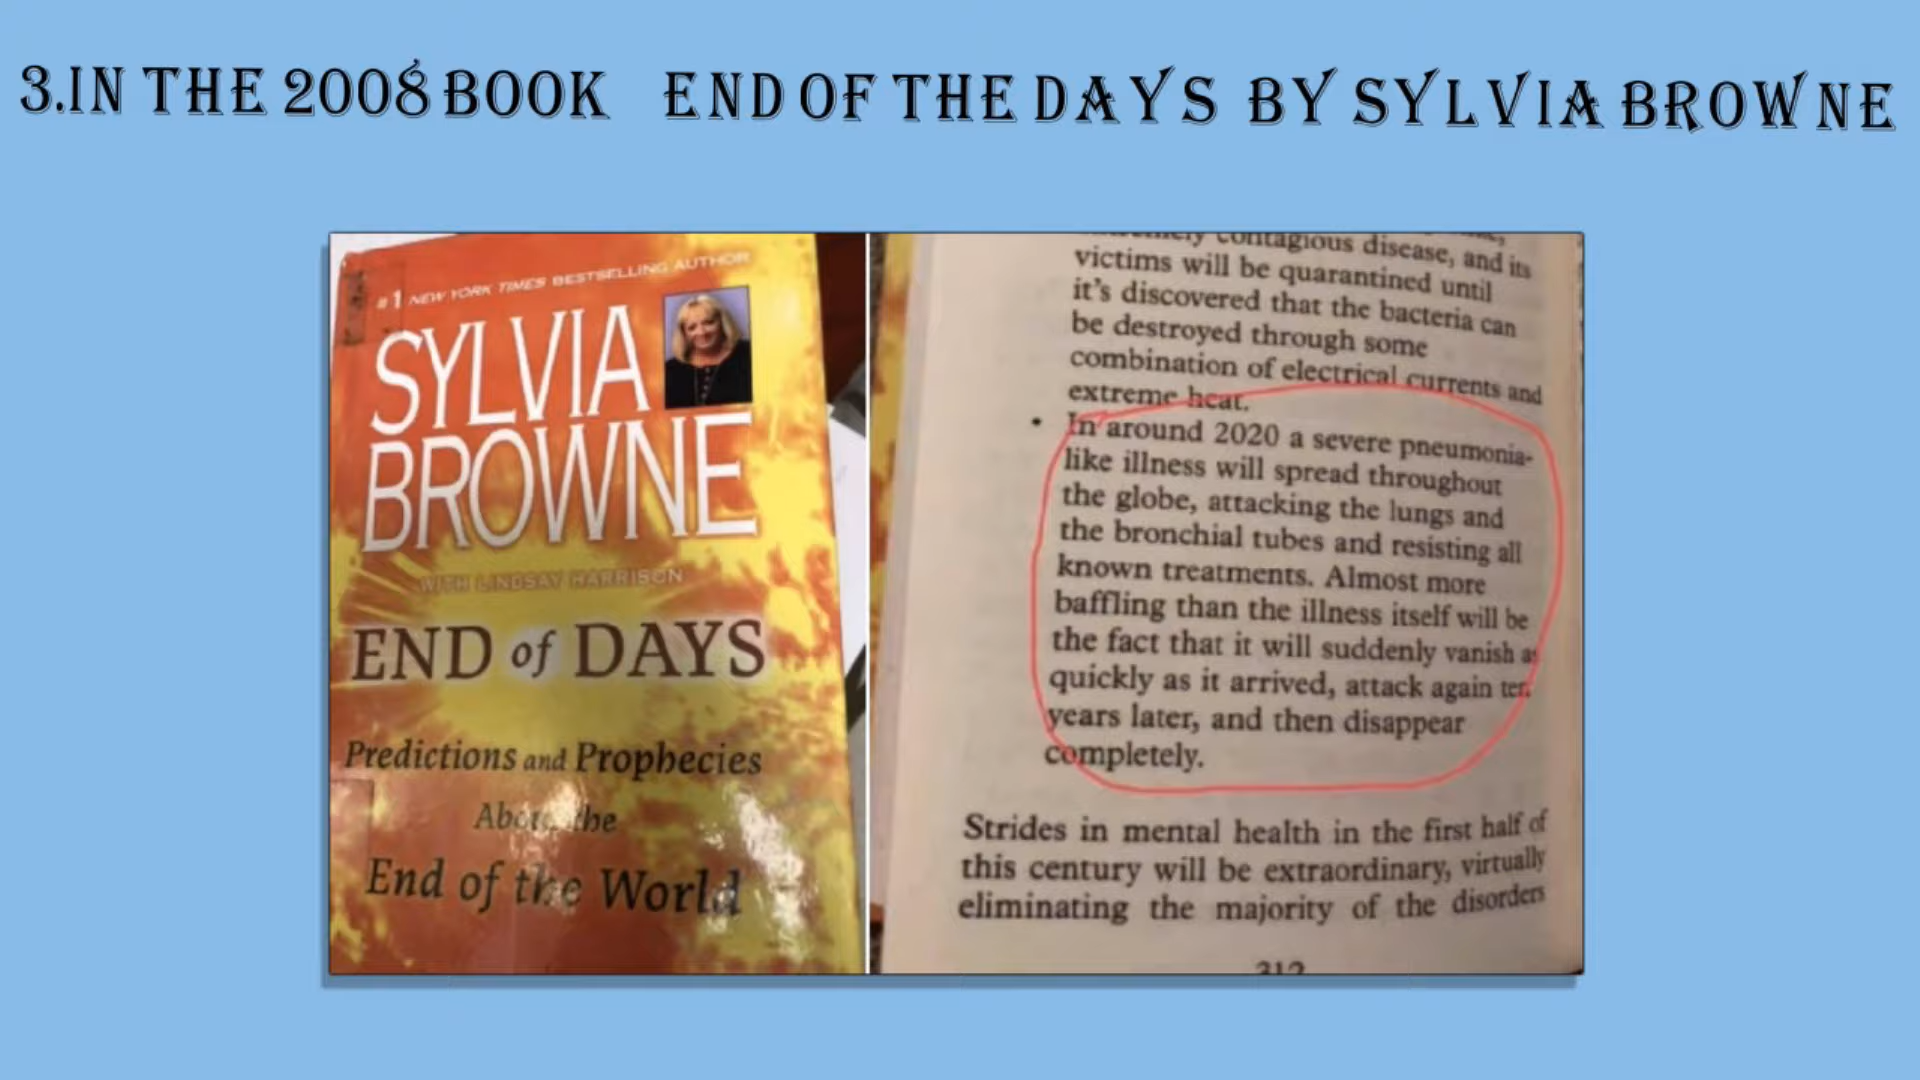 3.IN THE 2008 BOOK END OF THE DAYS BY SYLVIA BROWNE
#1 NEW YORK TIMES BESTSELLING AUTHOR
SYLVIA
BROWNE
WITH LINDSAY HARRISON
END of DAYS
Predictions and Prophecies
About the
End of the World
contagious disease, and its
victims will be quarantined until
it's discovered that the bacteria can
be destroyed through some
combination of electrical currents and
extreme heat.
• In around 2020 a severe pneumonia-
like illness will spread throughout
the globe, attacking the lungs and
the bronchial tubes and resisting all
known treatments. Almost more
baffling than the illness itself will be
the fact that it will suddenly vanish as
quickly as it arrived, attack again ten
years later, and then disappear
completely.
Strides in mental health in the first half of
this century will be extraordinary, virtually
eliminating the majority of the disorders
312